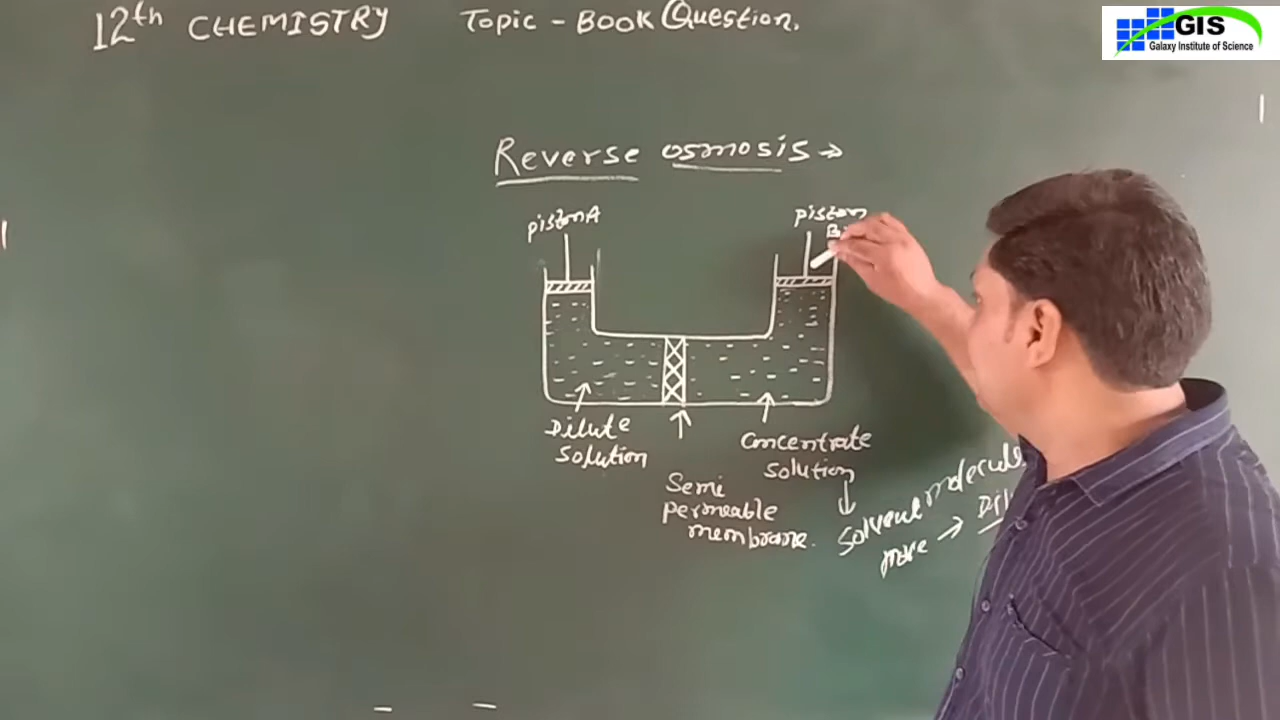 12th CHEMISTRY Topic - Book Question.
GIS
Galaxy Institute of Science
Reverse osmosis →
piston A
piston
B
Dilute
solution
Concentrate
solution
Semi
permeable
membrane.
Solvent molecule
more →